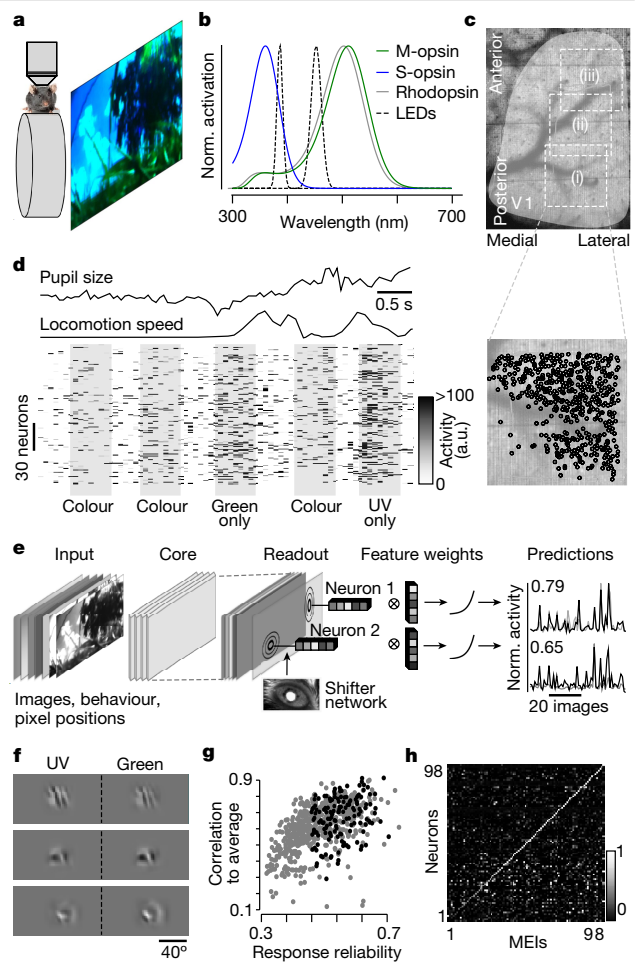 a
b
Norm. activation
M-opsin
S-opsin
Rhodopsin
LEDs
300
700
Wavelength (nm)
c
Anterior
Posterior
V1
(iii)
(ii)
(i)
Medial
Lateral
d
Pupil size
0.5 s
Locomotion speed
30 neurons
>100
Activity
(a.u.)
0
Colour
Colour
Green
only
Colour
UV
only
e
Input
Core
Readout
Feature weights
Predictions
Neuron 1
Neuron 2
Shifter
network
Images, behaviour,
pixel positions
Norm. activity
0.79
0.65
20 images
f
UV
Green
40°
g
Correlation
to average
0.9
0.1
0.3
0.7
Response reliability
h
Neurons
98
1
1
98
MEIs
1
0